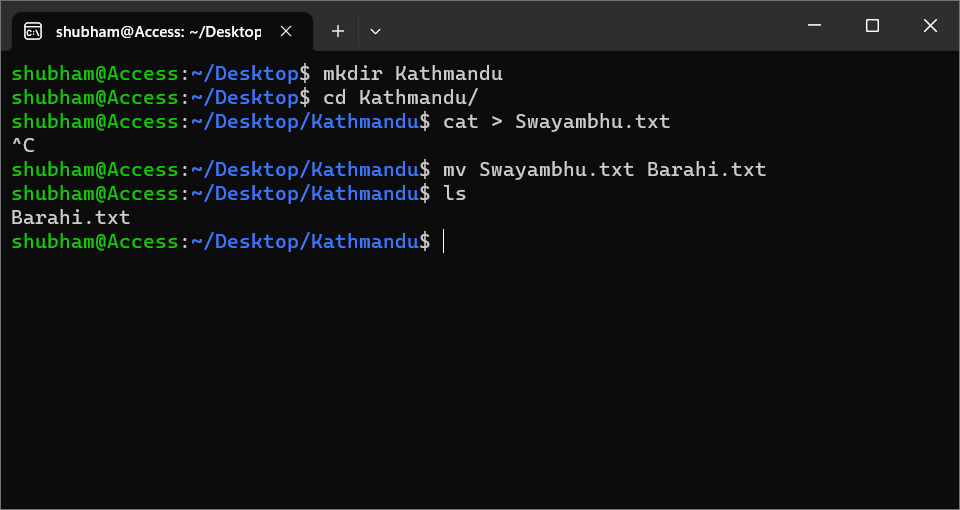 shubham@Access: ~/Desktop
shubham@Access:~/Desktop$ mkdir Kathmandu
shubham@Access:~/Desktop$ cd Kathmandu/
shubham@Access:~/Desktop/Kathmandu$ cat > Swayambhu.txt
^C
shubham@Access:~/Desktop/Kathmandu$ mv Swayambhu.txt Barahi.txt
shubham@Access:~/Desktop/Kathmandu$ ls
Barahi.txt
shubham@Access:~/Desktop/Kathmandu$